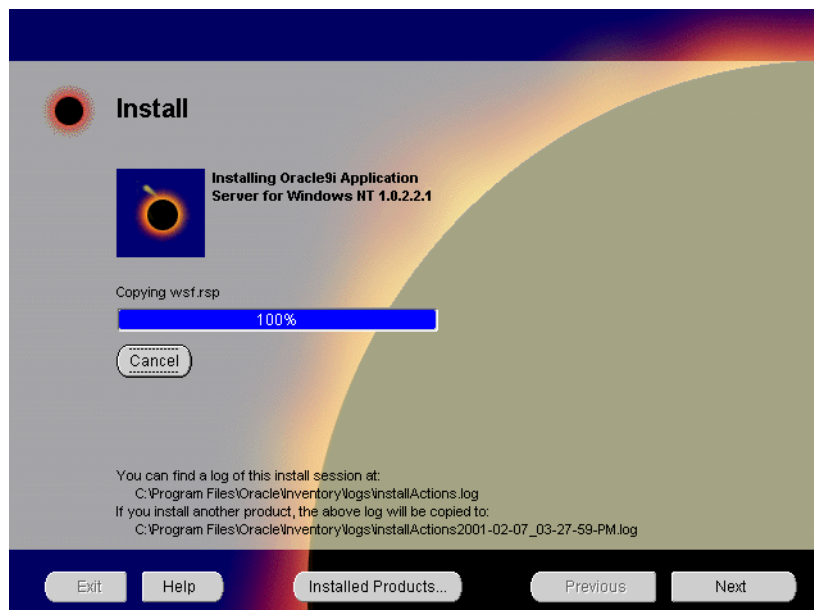 Install
Installing Oracle9i Application
Server for Windows NT 1.0.2.2.1
Copying wsf.rsp
100%
Cancel
You can find a log of this install session at:
C:\Program Files\Oracle\Inventory\logs\installActions.log
If you install another product, the above log will be copied to:
C:\Program Files\Oracle\Inventory\logs\installActions2001-02-07_03-27-59-PM.log
Exit Help Installed Products... Previous Next